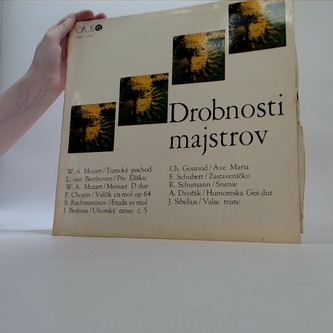 OPUS
Drobnosti
majstrov
W. A. Mozart/Turecký pochod
L. van Beethoven/Pre Elišku
W. A. Mozart/Menuet D dur
F. Chopin/Valčík cis mol op. 64
S. Rachmaninov/Etuda es mol
J. Brahms/Uhorský tanec č. 5
Ch. Gounod/Ave Maria
F. Schubert/Zastaveníčko
R. Schumann/Snenie
A. Dvořák/Humoreska Ges dur
J. Sibelius/Valse triste